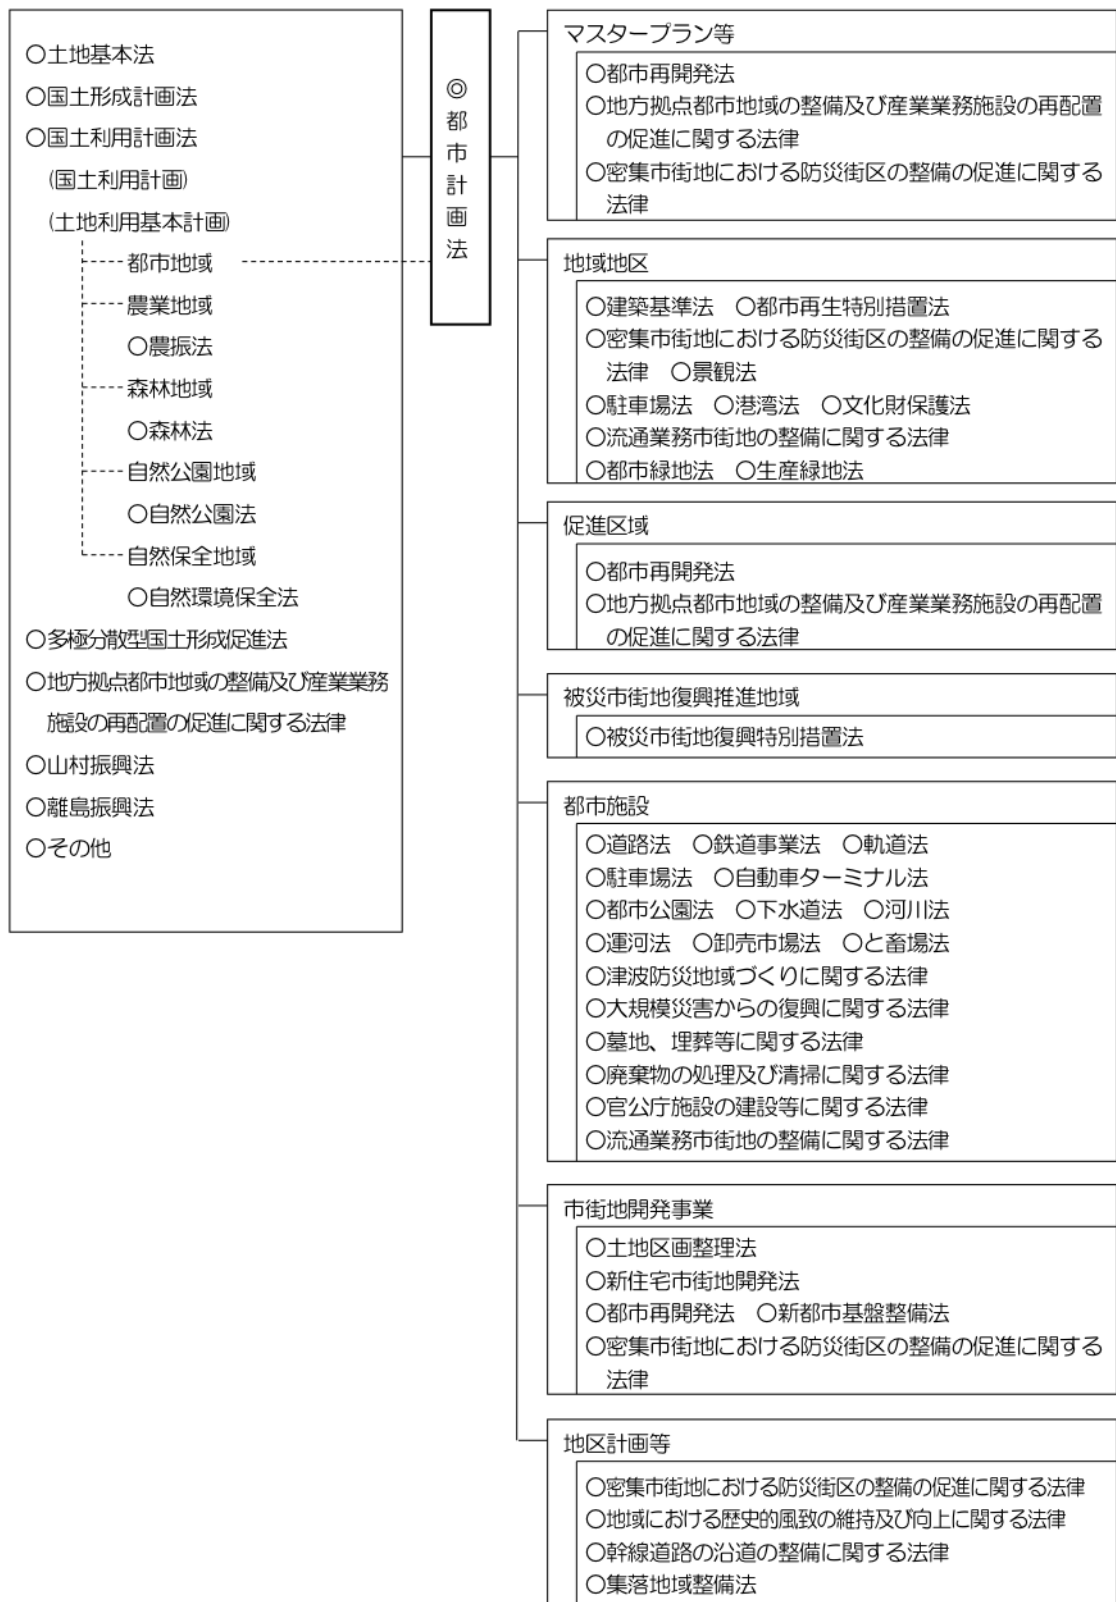 ○土地基本法
○国土形成計画法
○国土利用計画法
(国土利用計画)
(土地利用基本計画)
都市地域
農業地域
○農振法
森林地域
○森林法
自然公園地域
○自然公園法
自然保全地域
○自然環境保全法
○多極分散型国土形成促進法
○地方拠点都市地域の整備及び産業業務
施設の再配置の促進に関する法律
○山村振興法
○離島振興法
○その他
◎都市計画法
マスタープラン等
○都市再開発法
○地方拠点都市地域の整備及び産業業務施設の再配置
の促進に関する法律
○密集市街地における防災街区の整備の促進に関する
法律
地域地区
○建築基準法　○都市再生特別措置法
○密集市街地における防災街区の整備の促進に関する
法律　○景観法
○駐車場法　○港湾法　○文化財保護法
○流通業務市街地の整備に関する法律
○都市緑地法　○生産緑地法
促進区域
○都市再開発法
○地方拠点都市地域の整備及び産業業務施設の再配置
の促進に関する法律
被災市街地復興推進地域
○被災市街地復興特別措置法
都市施設
○道路法　○鉄道事業法　○軌道法
○駐車場法　○自動車ターミナル法
○都市公園法　○下水道法　○河川法
○運河法　○卸売市場法　○と畜場法
○津波防災地域づくりに関する法律
○大規模災害からの復興に関する法律
○墓地、埋葬等に関する法律
○廃棄物の処理及び清掃に関する法律
○官公庁施設の建設等に関する法律
○流通業務市街地の整備に関する法律
市街地開発事業
○土地区画整理法
○新住宅市街地開発法
○都市再開発法　○新都市基盤整備法
○密集市街地における防災街区の整備の促進に関する
法律
地区計画等
○密集市街地における防災街区の整備の促進に関する法律
○地域における歴史的風致の維持及び向上に関する法律
○幹線道路の沿道の整備に関する法律
○集落地域整備法